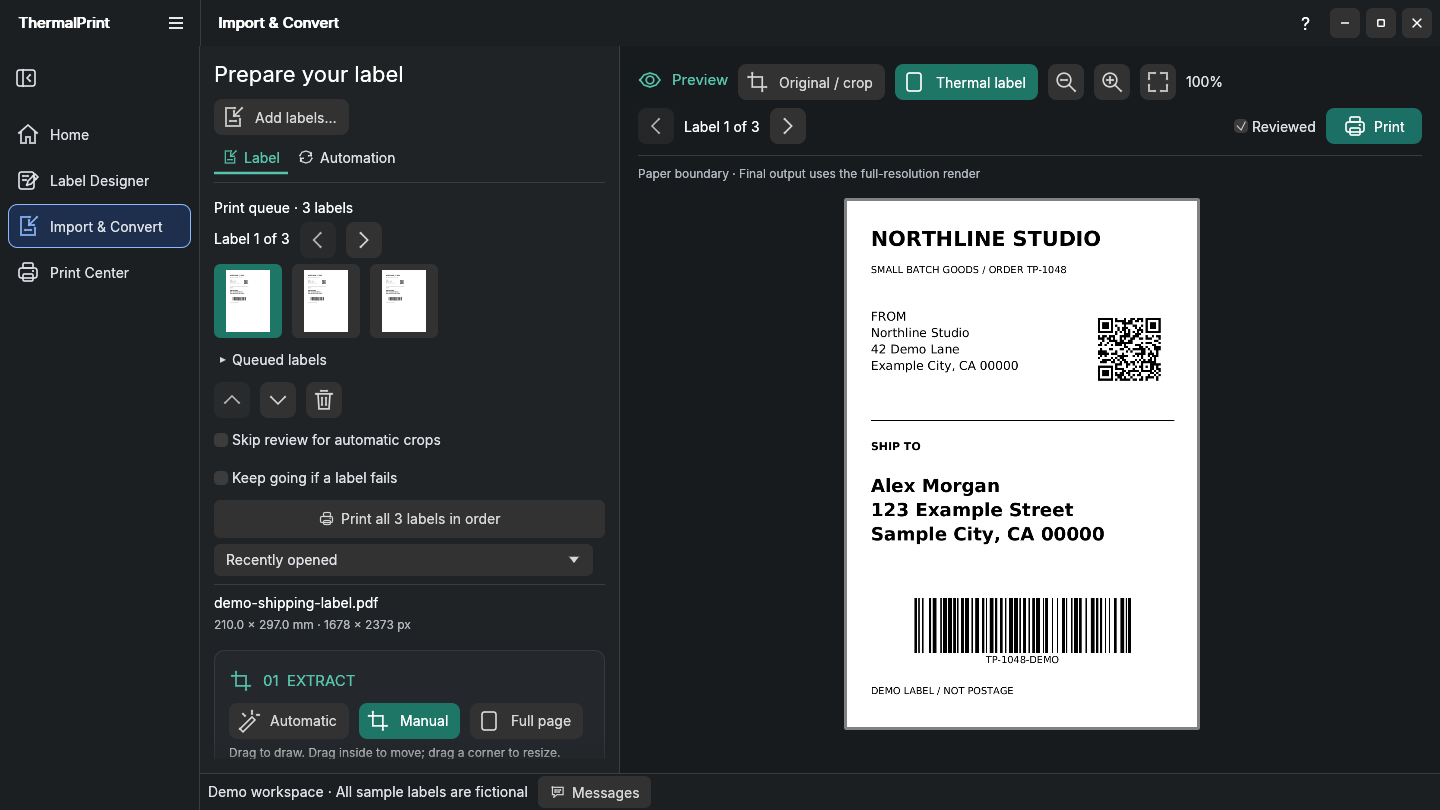 ThermalPrint
Import & Convert
?
Home
Label Designer
Import & Convert
Print Center
Prepare your label
Add labels...
Label
Automation
Print queue · 3 labels
Label 1 of 3
Queued labels
Skip review for automatic crops
Keep going if a label fails
Print all 3 labels in order
Recently opened
demo-shipping-label.pdf
210.0 × 297.0 mm · 1678 × 2373 px
01 EXTRACT
Automatic
Manual
Full page
Drag to draw. Drag inside to move; drag a corner to resize.
Preview
Original / crop
Thermal label
100%
Label 1 of 3
Reviewed
Print
Paper boundary · Final output uses the full-resolution render
NORTHLINE STUDIO
SMALL BATCH GOODS / ORDER TP-1048
FROM
Northline Studio
42 Demo Lane
Example City, CA 00000
SHIP TO
Alex Morgan
123 Example Street
Sample City, CA 00000
TP-1048-DEMO
DEMO LABEL / NOT POSTAGE
Demo workspace · All sample labels are fictional
Messages